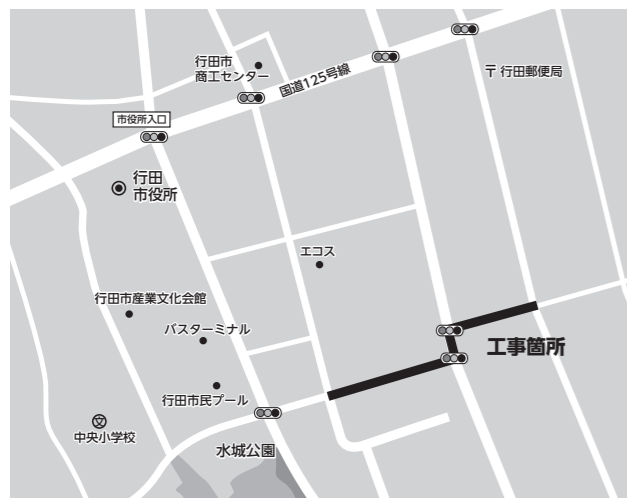 行田市
商工センター
国道125号線
〒行田郵便局
市役所入口
行田
市役所
エコス
行田市産業文化会館
バスターミナル
工事箇所
行田市民プール
文
中央小学校
水城公園